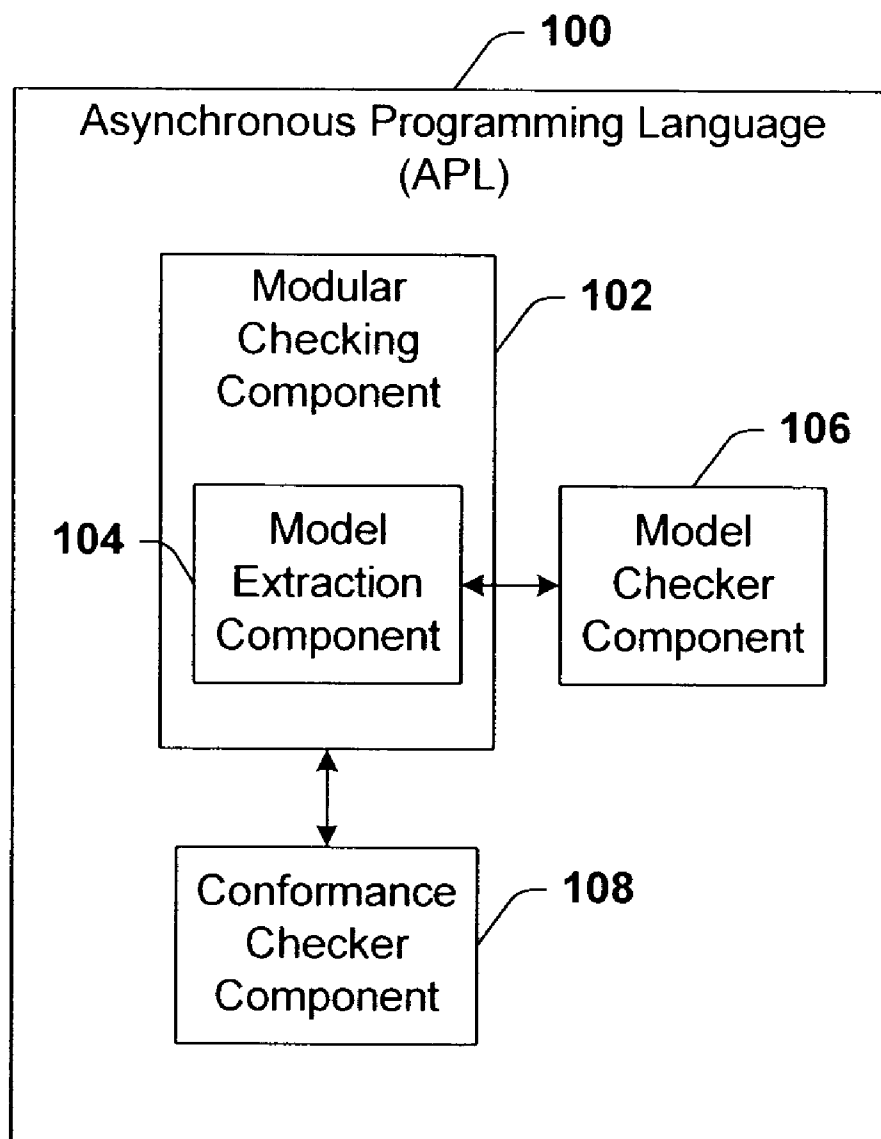 100
Asynchronous Programming Language
(APL)
Modular
Checking
Component
102
106
104
Model
Extraction
Component
Model
Checker
Component
Conformance
Checker
Component
108